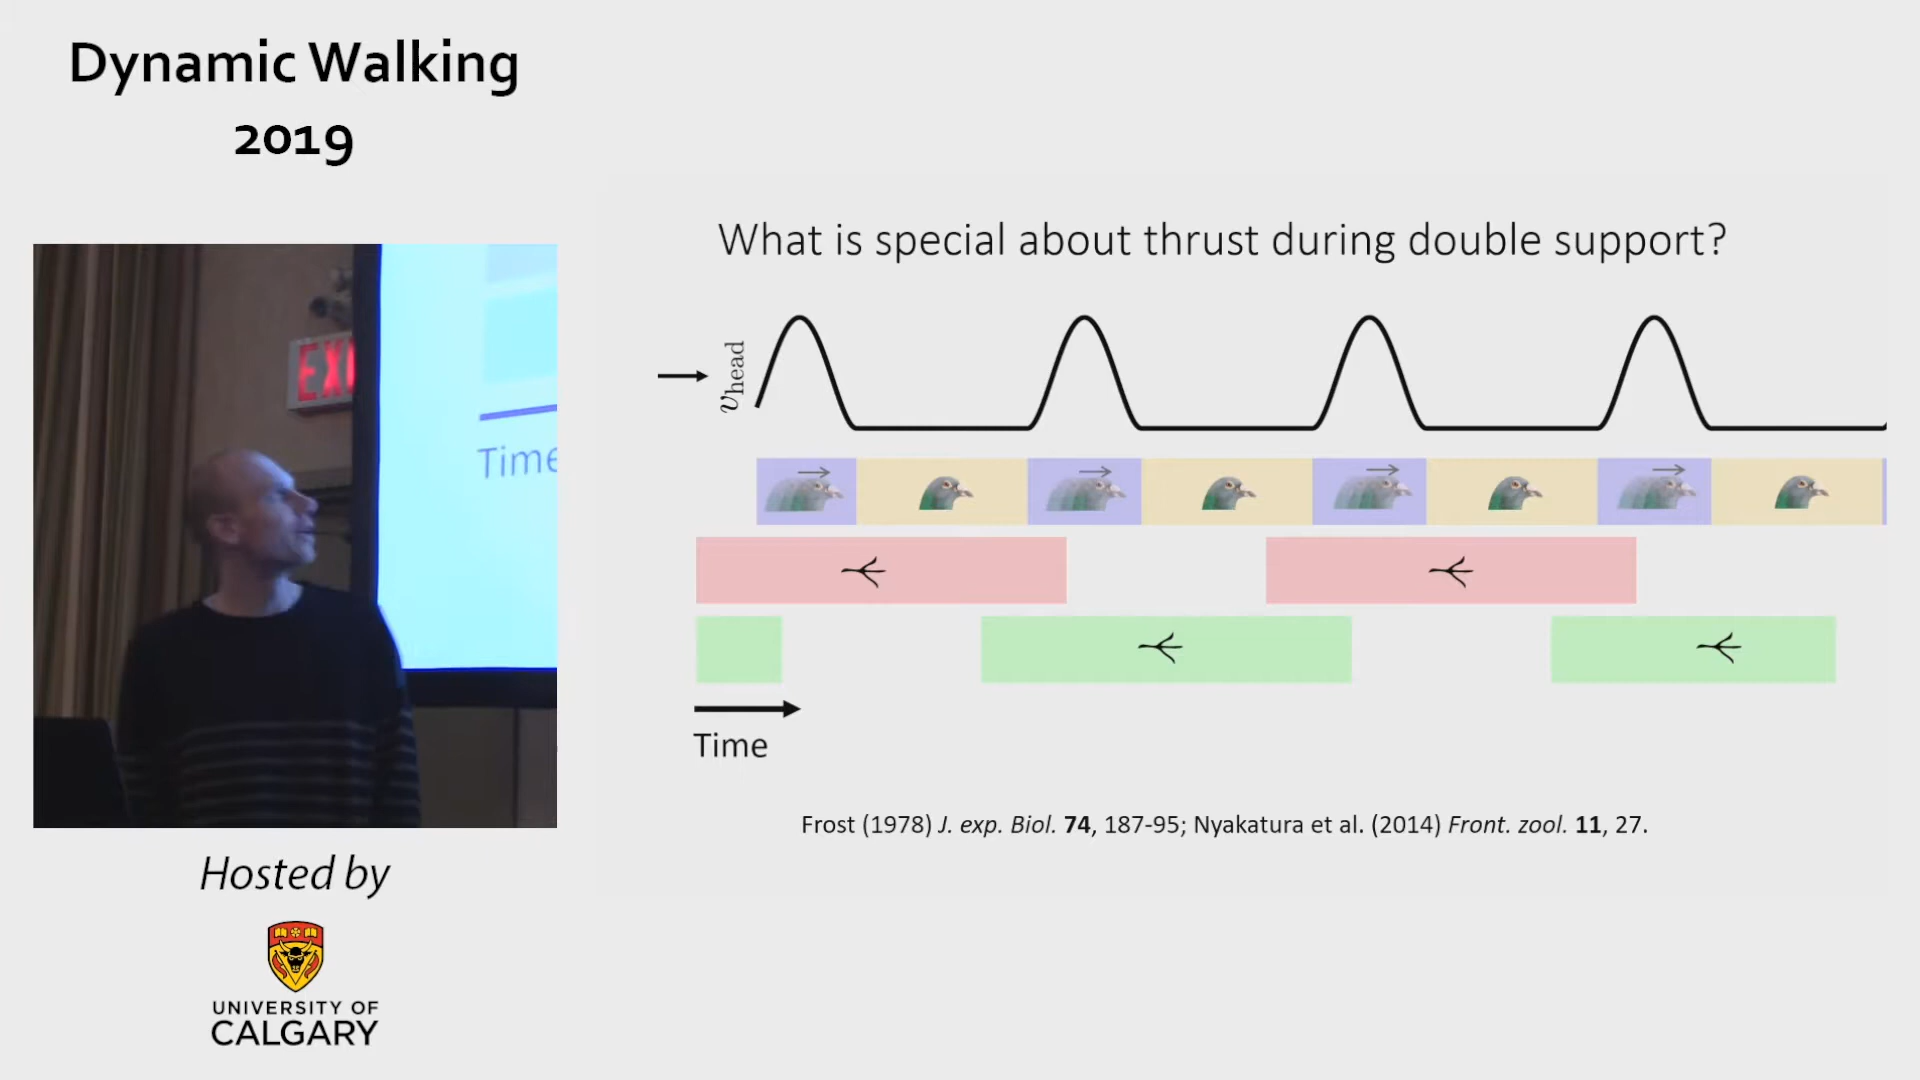 Dynamic Walking
2019
EXI
Time
Hosted by
UNIVERSITY OF
CALGARY
What is special about thrust during double support?
v_head
Time
Frost (1978) J. exp. Biol. 74, 187-95; Nyakatura et al. (2014) Front. zool. 11, 27.